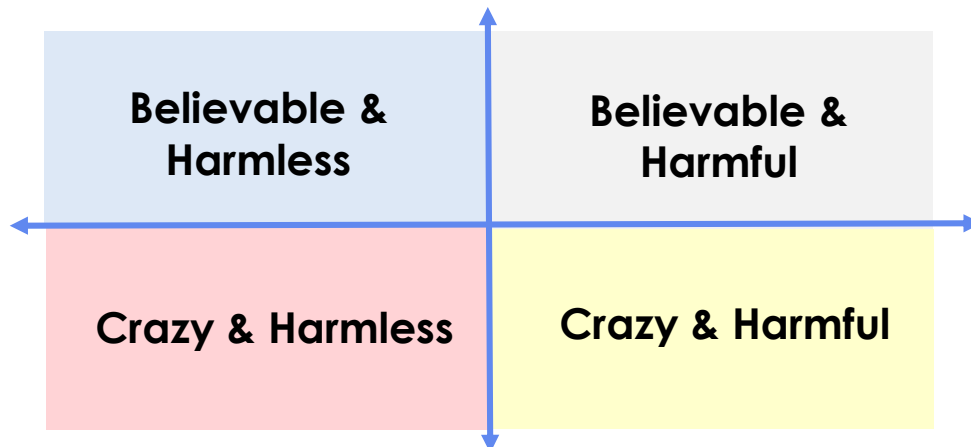 Believable &
Harmless
Believable &
Harmful
Crazy & Harmless
Crazy & Harmful